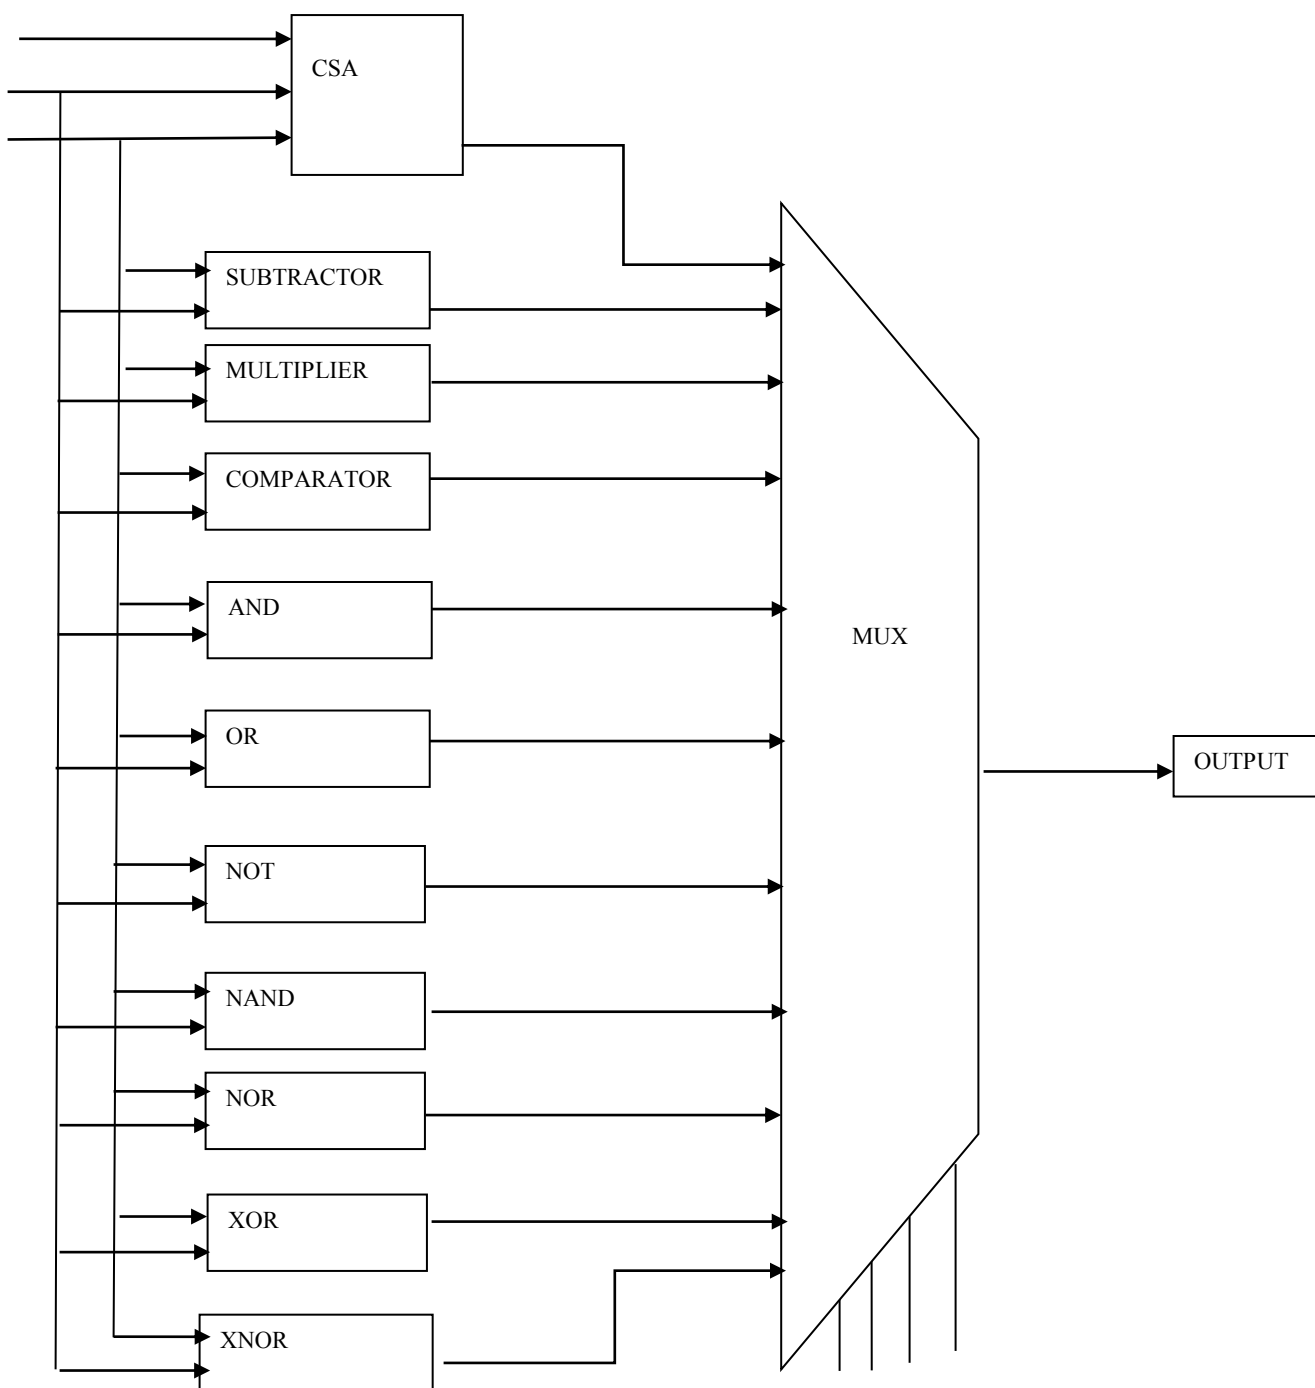 CSA
SUBTRACTOR
MULTIPLIER
COMPARATOR
AND
MUX
OR
OUTPUT
NOT
NAND
NOR
XOR
XNOR